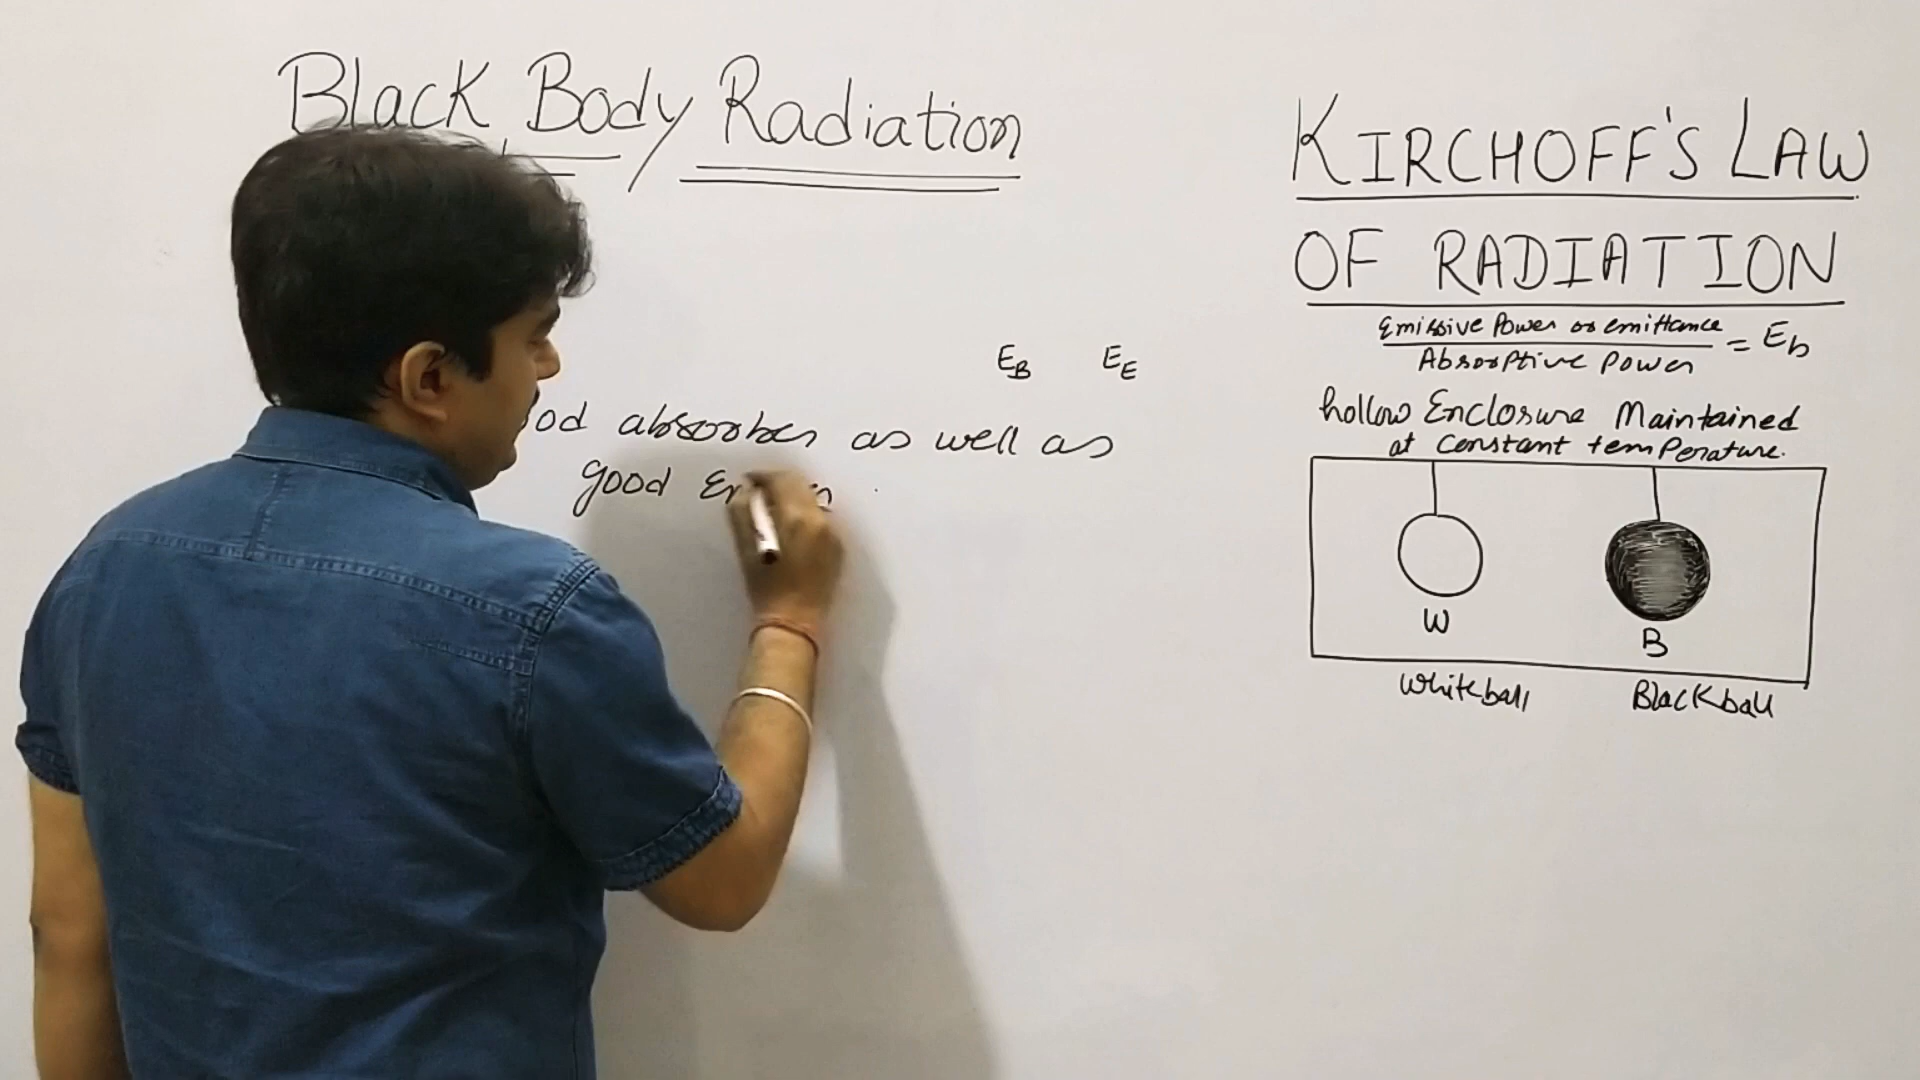 Black Body Radiation
E_B E_E
absorber as well as
good
KIRCHOFF'S LAW
OF RADIATION
Emissive Power or emittance
Absorptive Power
= E_b
hollow Enclosure Maintained
at constant temperature.
W
B
Whiteball
Blackball